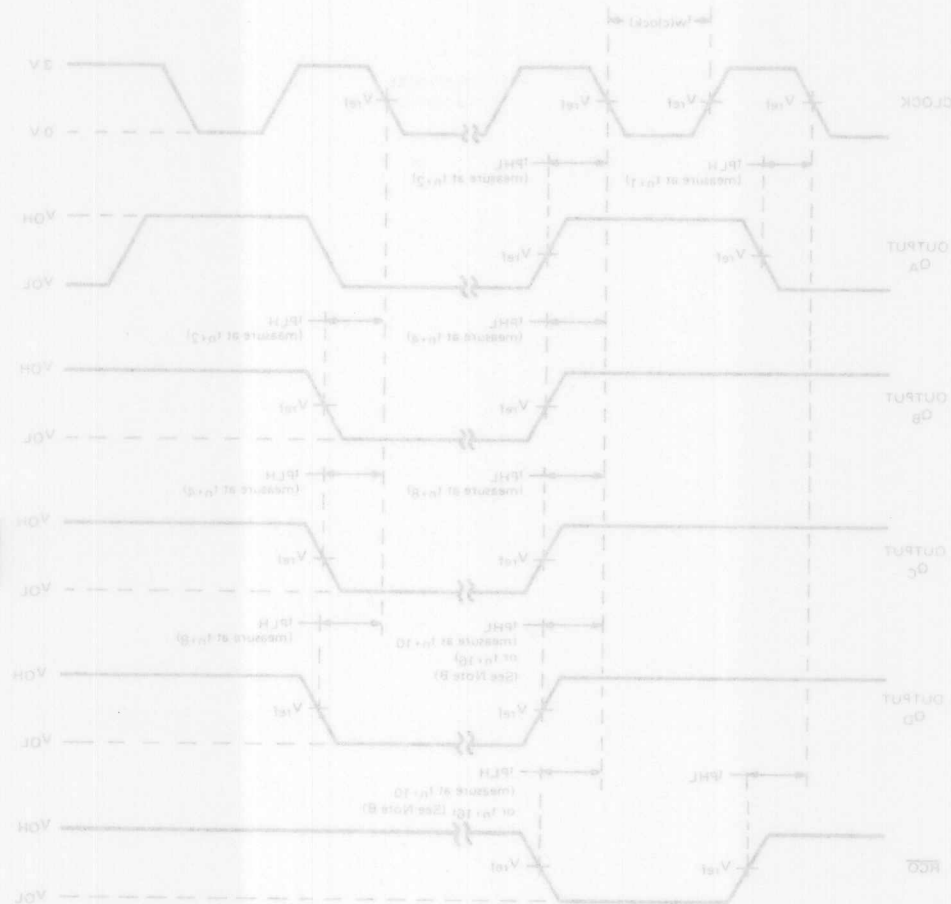 tw(clock)
3 V
CLOCK
Vref
Vref
Vref
Vref
0 V
tPLH
(measure at tn+1)
tPHL
(measure at tn+2)
VOH
OUTPUT
QA
Vref
Vref
VOL
tPHL
(measure at tn+4)
tPLH
(measure at tn+2)
VOH
OUTPUT
QB
Vref
Vref
VOL
tPHL
(measure at tn+8)
tPLH
(measure at tn+4)
VOH
OUTPUT
QC
Vref
Vref
VOL
tPHL
(measure at tn+10
or tn+16)
(See Note B)
tPLH
(measure at tn+8)
VOH
OUTPUT
QD
Vref
Vref
VOL
tPHL
tPLH
(measure at tn+10
or tn+16) (See Note B)
VOH
RCO
Vref
Vref
VOL